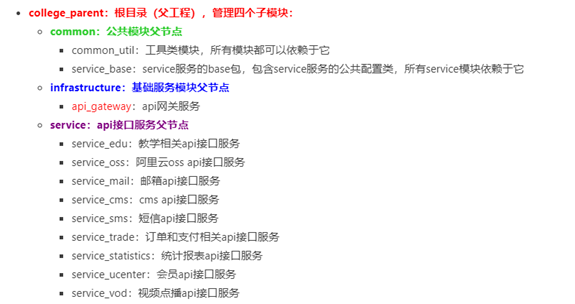 college_parent：根目录（父工程），管理四个子模块：
common：公共模块父节点
common_util：工具类模块，所有模块都可以依赖于它
service_base：service服务的base包，包含service服务的公共配置类，所有service模块依赖于它
infrastructure：基础服务模块父节点
api_gateway：api网关服务
service：api接口服务父节点
service_edu：教学相关api接口服务
service_oss：阿里云oss api接口服务
service_mail：邮箱api接口服务
service_cms：cms api接口服务
service_sms：短信api接口服务
service_trade：订单和支付相关api接口服务
service_statistics：统计报表api接口服务
service_ucenter：会员api接口服务
service_vod：视频点播api接口服务